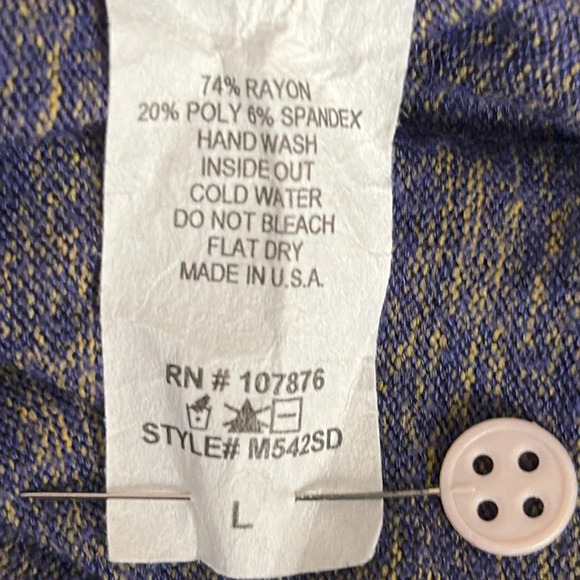 74% RAYON
20% POLY 6% SPANDEX
HAND WASH
INSIDE OUT
COLD WATER
DO NOT BLEACH
FLAT DRY
MADE IN U.S.A.
RN # 107876
STYLE# M542SD
L